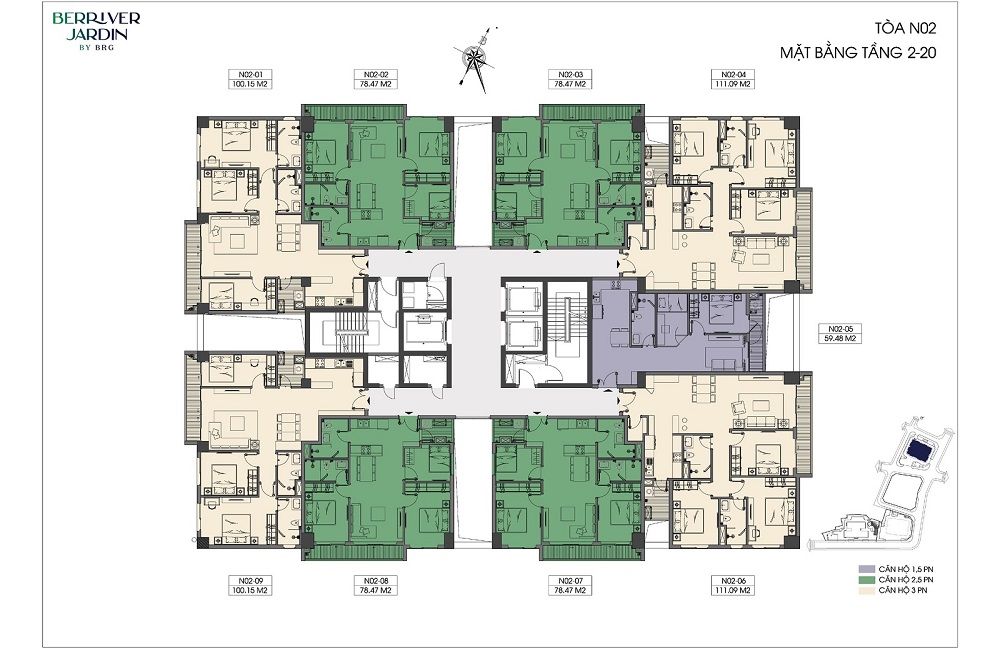 BERRIVER
JARDIN
BY BRG
TÒA N02
MẶT BẰNG TẦNG 2-20
N02-01
100.15 M2
N02-02
78.47 M2
N02-03
78.47 M2
N02-04
111.09 M2
N02-05
59.48 M2
N02-09
100.15 M2
N02-08
78.47 M2
N02-07
78.47 M2
N02-06
111.09 M2
CĂN HỘ 1,5 PN
CĂN HỘ 2,5 PN
CĂN HỘ 3 PN